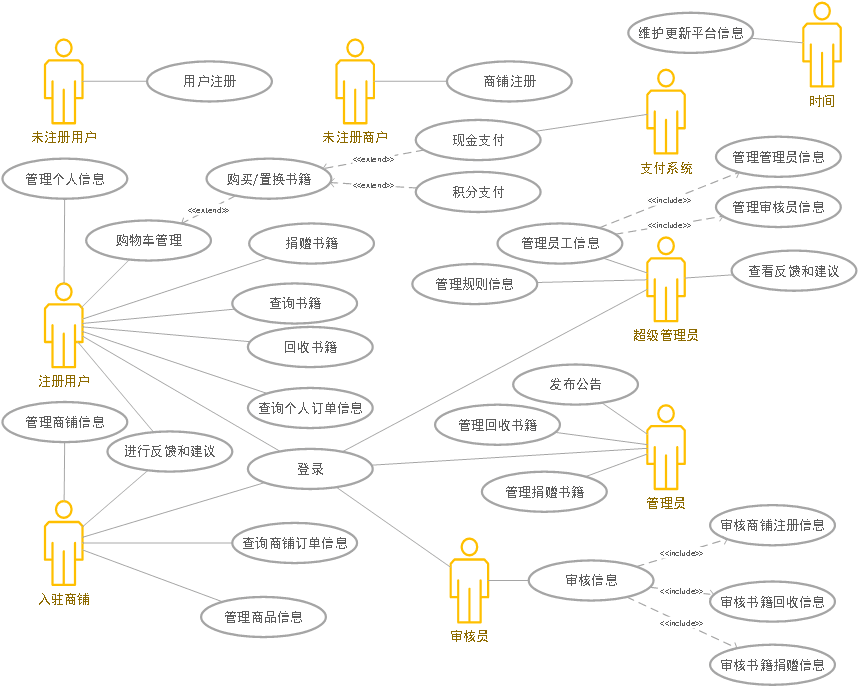 维护更新平台信息
用户注册
商铺注册
时间
未注册用户
未注册商户
现金支付
支付系统
<<extend>>
管理管理员信息
管理个人信息
购买/置换书籍
<<extend>>
积分支付
<<include>>
管理审核员信息
<<extend>>
<<include>>
购物车管理
捐赠书籍
管理员工信息
查看反馈和建议
管理规则信息
查询书籍
超级管理员
回收书籍
注册用户
发布公告
查询个人订单信息
管理商铺信息
管理回收书籍
进行反馈和建议
登录
管理捐赠书籍
管理员
审核商铺注册信息
查询商铺订单信息
<<include>>
审核信息
<<include>>
入驻商铺
审核书籍回收信息
管理商品信息
<<include>>
审核员
审核书籍捐赠信息